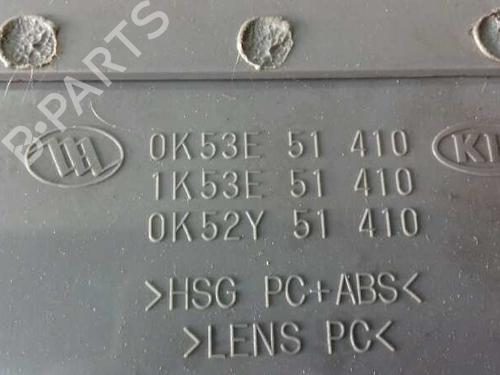 B-PARTS
0K53E 51 410
1K53E 51 410
0K52Y 51 410
>HSG PC+ABS<
>LENS PC<